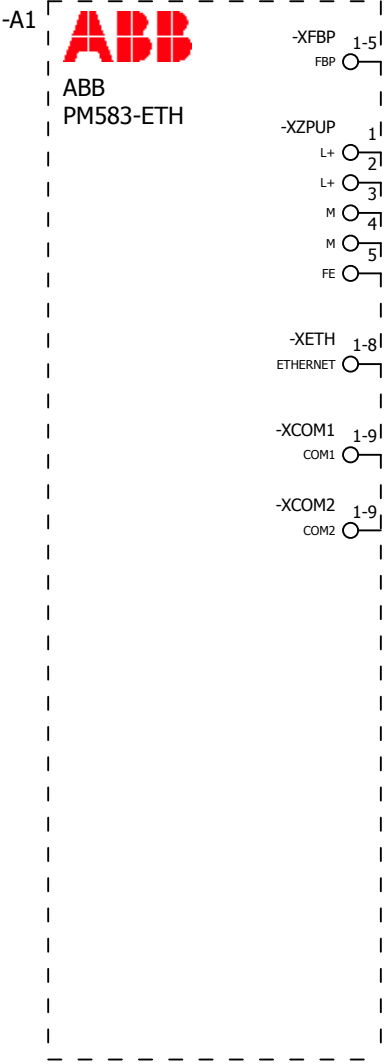 -A1
ABB
ABB
PM583-ETH
-XFBP 1-5
FBP
-XZPUP 1
L+
2
L+
3
M
4
M
5
FE
-XETH 1-8
ETHERNET
-XCOM1 1-9
COM1
-XCOM2 1-9
COM2